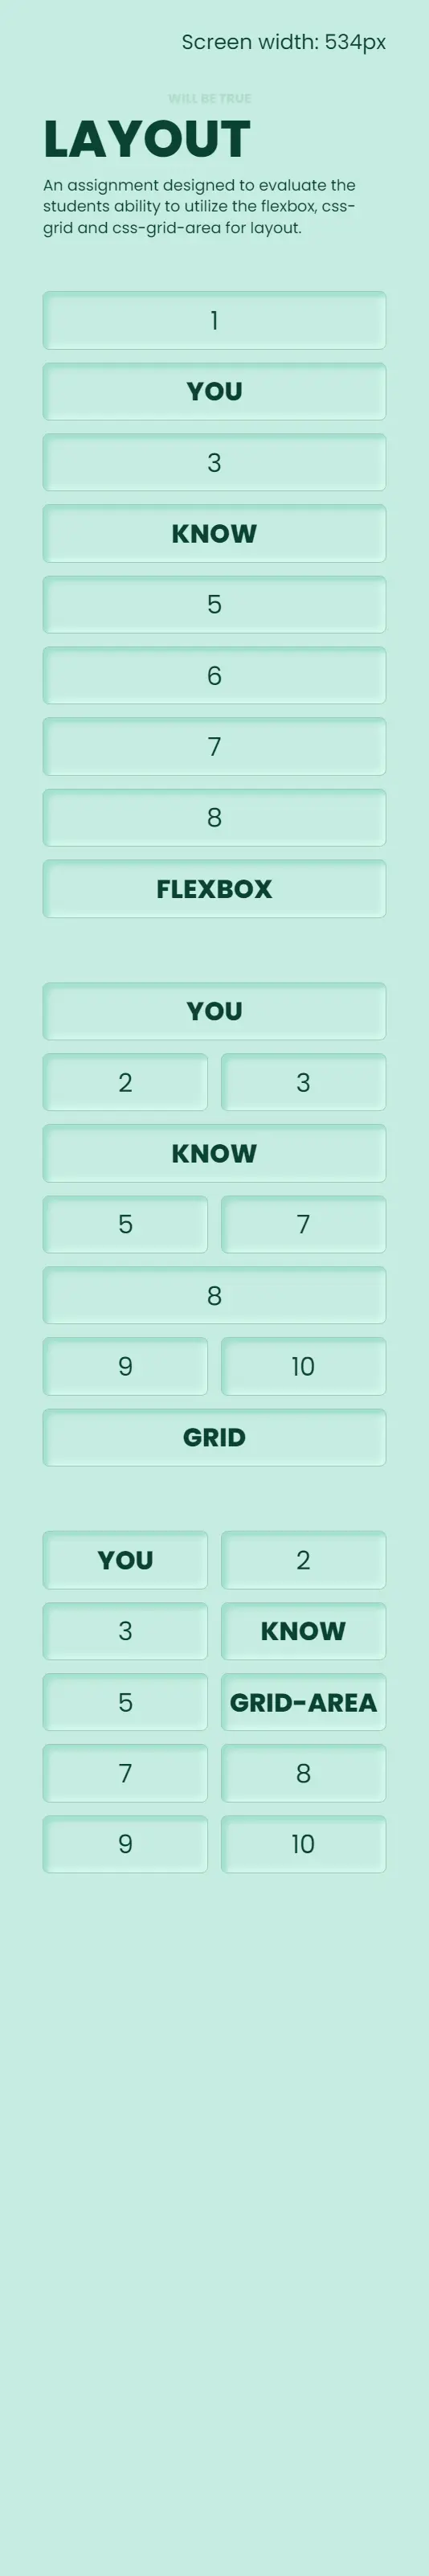 Screen width: 534px
WILL BE TRUE
LAYOUT
An assignment designed to evaluate the
students ability to utilize the flexbox, css-
grid and css-grid-area for layout.
1
YOU
3
KNOW
5
6
7
8
FLEXBOX
YOU
2 3
KNOW
5 7
8
9 10
GRID
YOU 2
3 KNOW
5 GRID-AREA
7 8
9 10